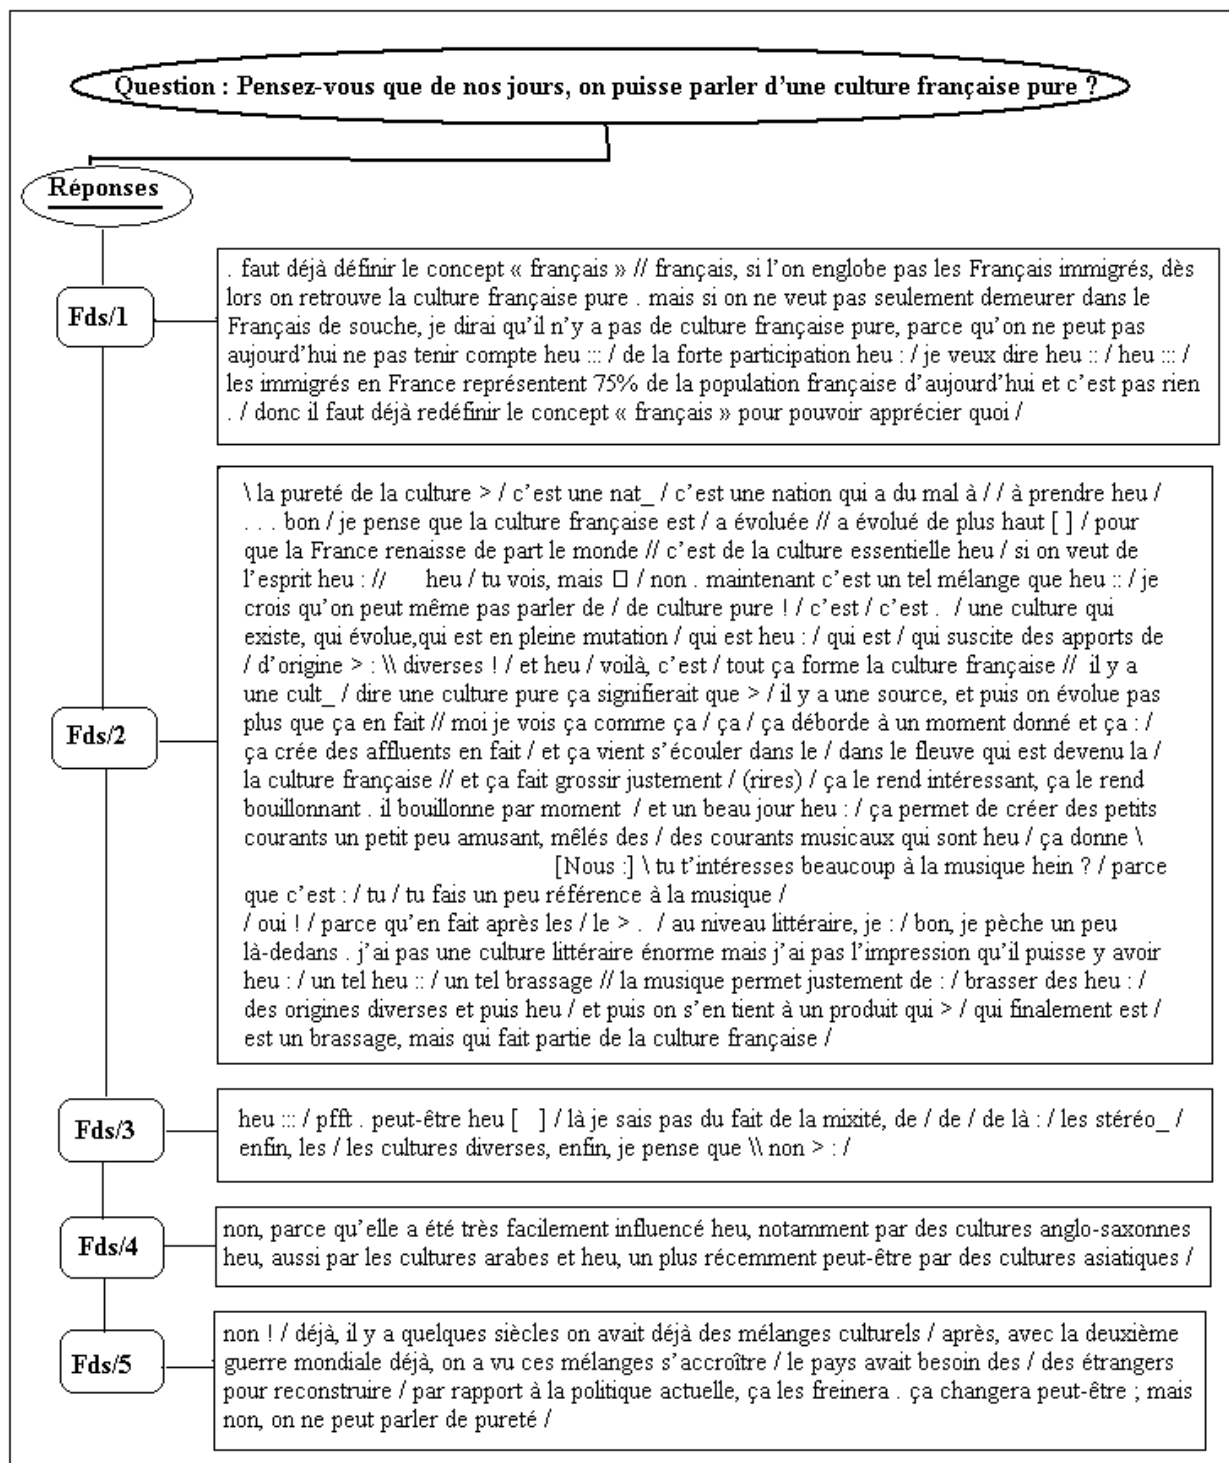 Question : Pensez-vous que de nos jours, on puisse parler d'une culture française pure ?
Réponses
Fds/1
. faut déjà définir le concept « français » // français, si l'on englobe pas les Français immigrés, dès
lors on retrouve la culture française pure . mais si on ne veut pas seulement demeurer dans le
Français de souche, je dirai qu'il n'y a pas de culture française pure, parce qu'on ne peut pas
aujourd'hui ne pas tenir compte heu ::: / de la forte participation heu : / je veux dire heu :: / heu ::: /
les immigrés en France représentent 75% de la population française d'aujourd'hui et c'est pas rien
. / donc il faut déjà redéfinir le concept « français » pour pouvoir apprécier quoi /
Fds/2
\ la pureté de la culture > / c'est une nat_ / c'est une nation qui a du mal à / / à prendre heu /
. . . bon / je pense que la culture française est / a évoluée // a évolué de plus haut [ ] / pour
que la France renaisse de part le monde // c'est de la culture essentielle heu / si on veut de
l'esprit heu : // heu / tu vois, mais □ / non . maintenant c'est un tel mélange que heu :: / je
crois qu'on peut même pas parler de / de culture pure ! / c'est / c'est . / une culture qui
existe, qui évolue,qui est en pleine mutation / qui est heu : / qui est / qui suscite des apports de
/ d'origine > : \\ diverses ! / et heu / voilà, c'est / tout ça forme la culture française // il y a
une cult_ / dire une culture pure ça signifierait que > / il y a une source, et puis on évolue pas
plus que ça en fait // moi je vois ça comme ça / ça / ça déborde à un moment donné et ça : /
ça crée des affluents en fait / et ça vient s'écouler dans le / dans le fleuve qui est devenu la /
la culture française // et ça fait grossir justement / (rires) / ça le rend intéressant, ça le rend
bouillonnant . il bouillonne par moment / et un beau jour heu : / ça permet de créer des petits
courants un petit peu amusant, mêlés des / des courants musicaux qui sont heu / ça donne \
[Nous :] \ tu t'intéresses beaucoup à la musique hein ? / parce
que c'est : / tu / tu fais un peu référence à la musique /
/ oui ! / parce qu'en fait après les / le > . / au niveau littéraire, je : / bon, je pèche un peu
là-dedans . j'ai pas une culture littéraire énorme mais j'ai pas l'impression qu'il puisse y avoir
heu : / un tel heu :: / un tel brassage // la musique permet justement de : / brasser des heu : /
des origines diverses et puis heu / et puis on s'en tient à un produit qui > / qui finalement est /
est un brassage, mais qui fait partie de la culture française /
Fds/3
heu ::: / pfft . peut-être heu [ ] / là je sais pas du fait de la mixité, de / de / de là : / les stéréo_ /
enfin, les / les cultures diverses, enfin, je pense que \\ non > : /
Fds/4
non, parce qu'elle a été très facilement influencé heu, notamment par des cultures anglo-saxonnes
heu, aussi par les cultures arabes et heu, un plus récemment peut-être par des cultures asiatiques /
Fds/5
non ! / déjà, il y a quelques siècles on avait déjà des mélanges culturels / après, avec la deuxième
guerre mondiale déjà, on a vu ces mélanges s'accroître / le pays avait besoin des / des étrangers
pour reconstruire / par rapport à la politique actuelle, ça les freinera . ça changera peut-être ; mais
non, on ne peut parler de pureté /